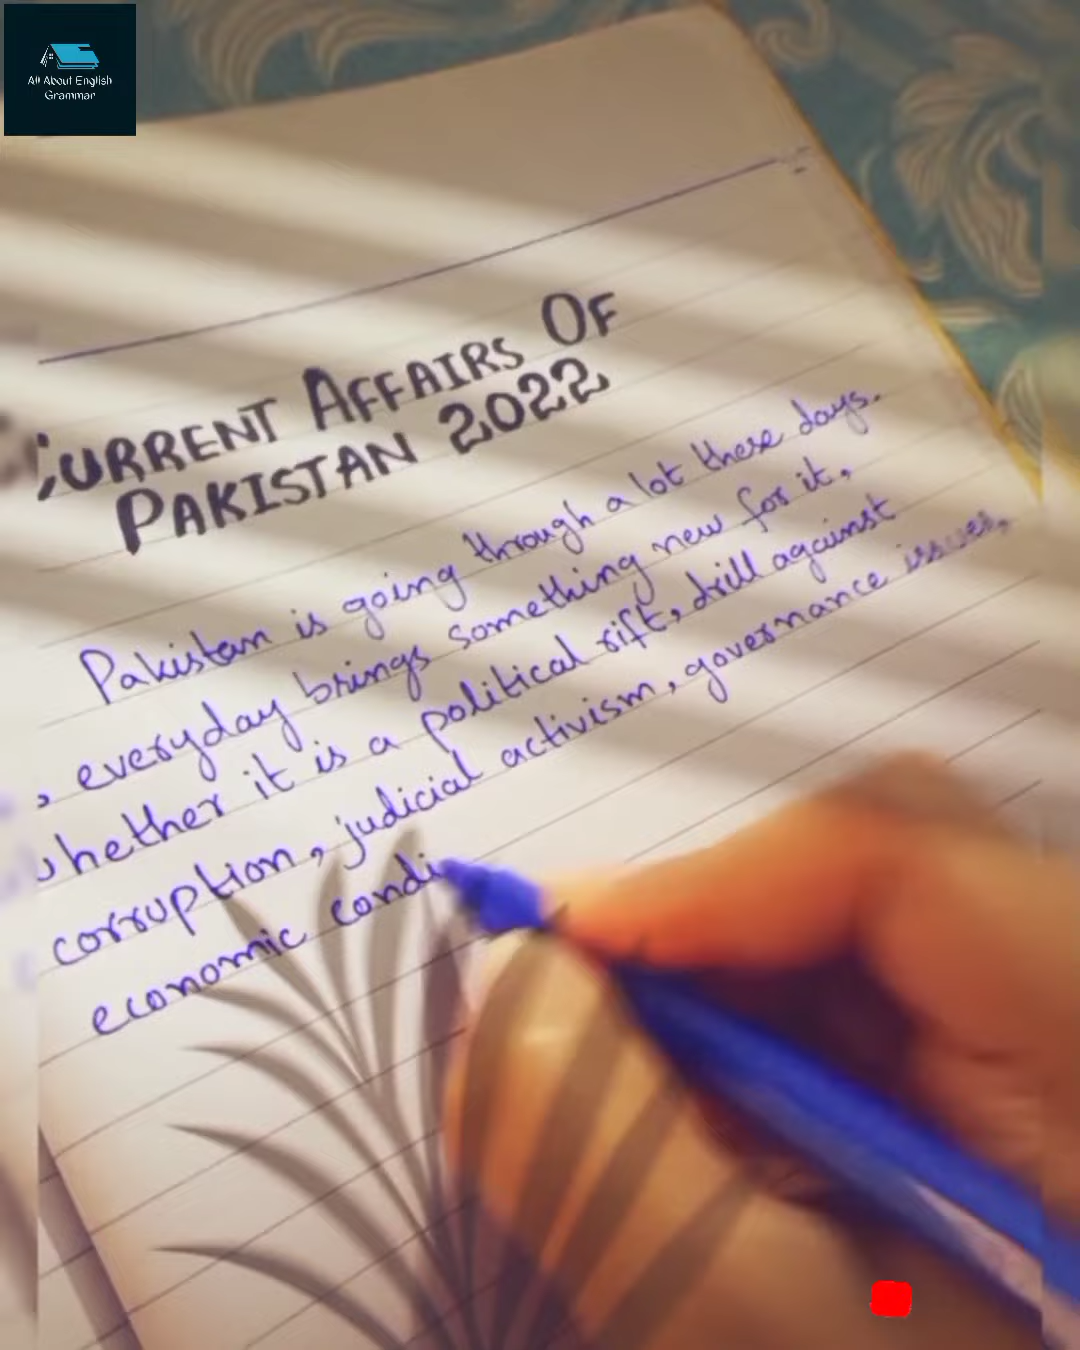 All About English
Grammar
CURRENT AFFAIRS OF
PAKISTAN 2022
Pakistan is going through a lot these days.
, everyday brings something new for it,
whether it is a political rift, drill against
corruption, judicial activism, governance issues,
economic condi